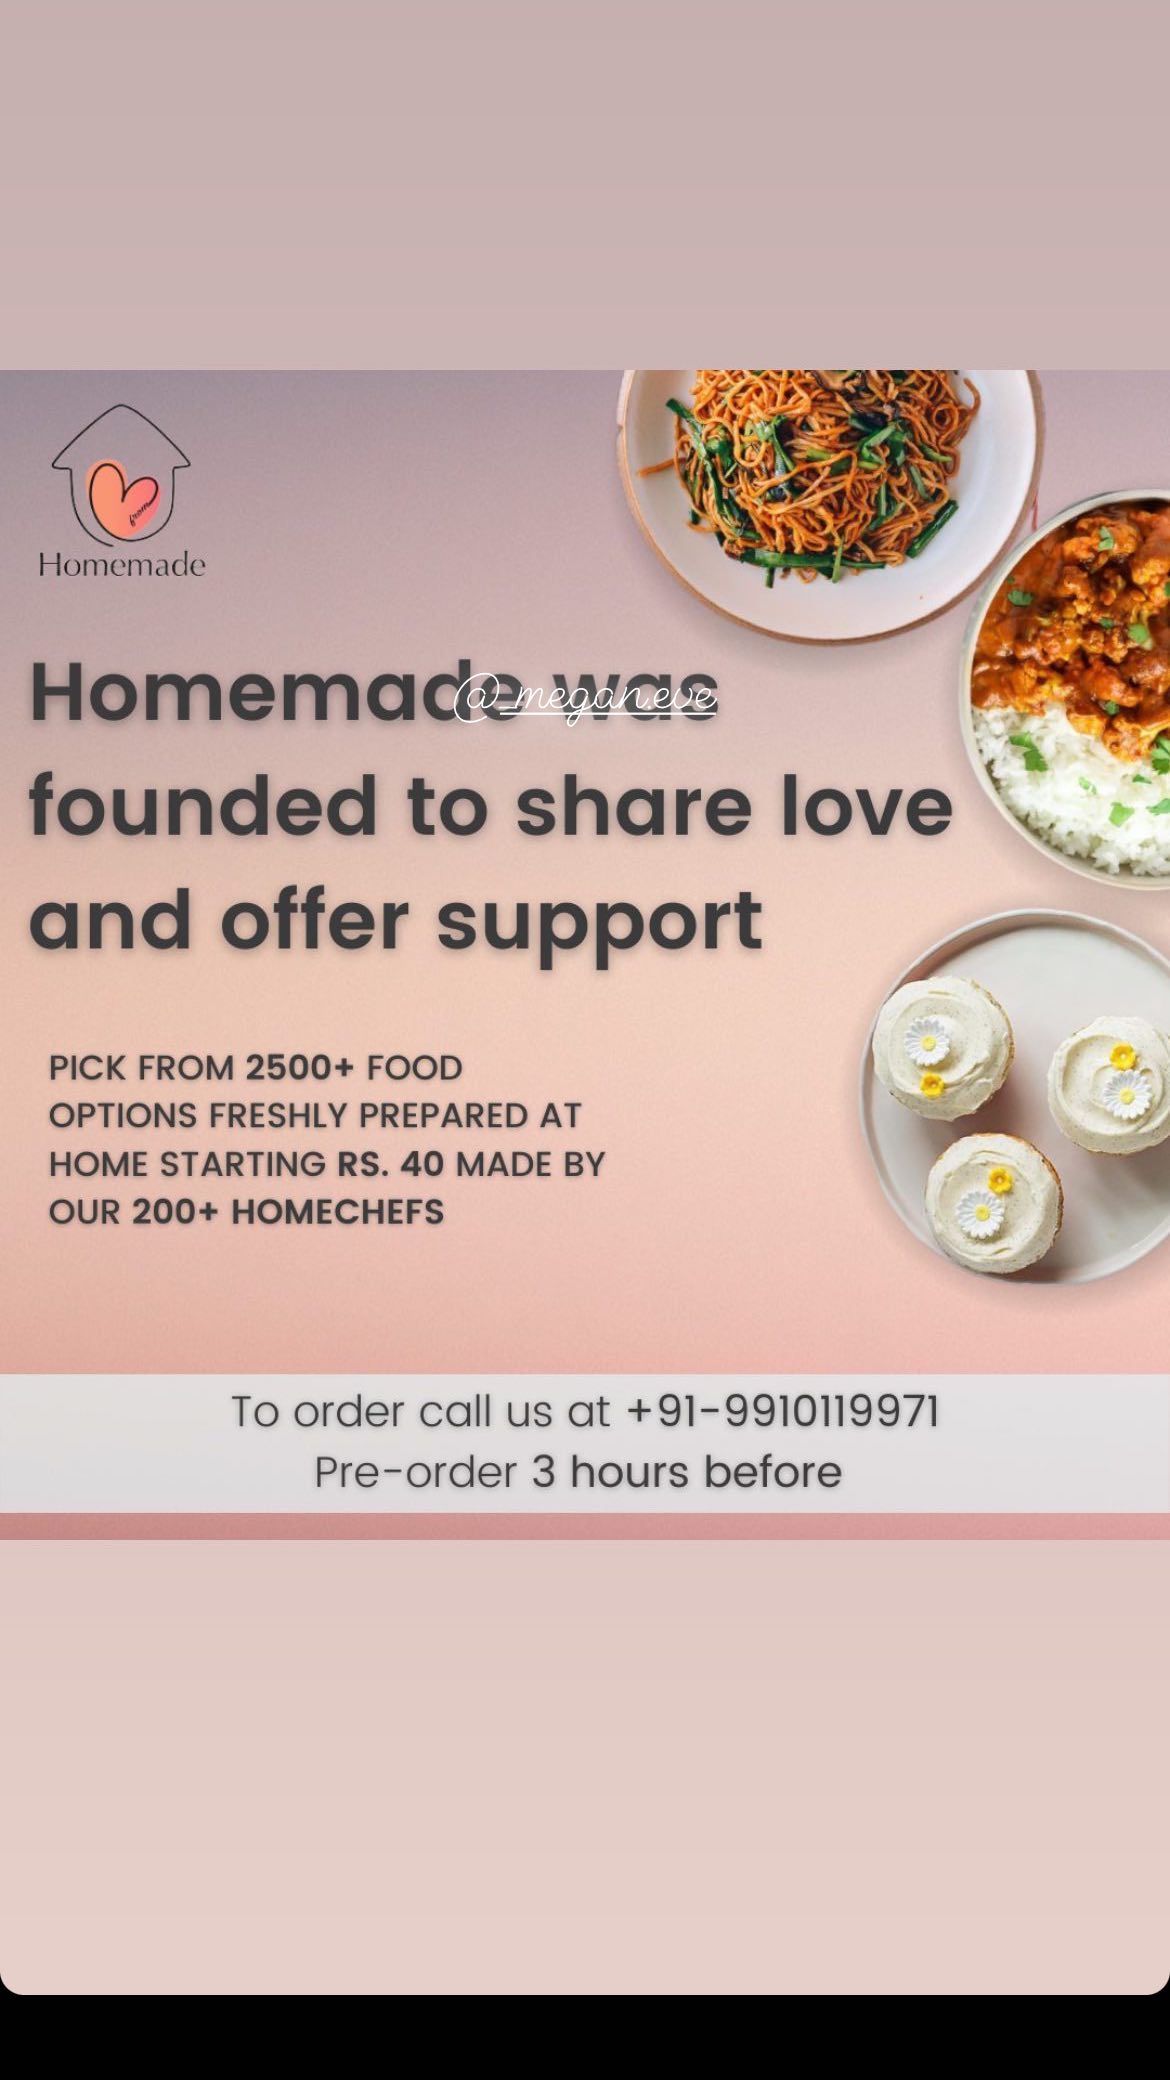 from
Homemade
Homemade was
@_megan.eve
founded to share love
and offer support
PICK FROM 2500+ FOOD
OPTIONS FRESHLY PREPARED AT
HOME STARTING RS. 40 MADE BY
OUR 200+ HOMECHEFS
To order call us at +91-9910119971
Pre-order 3 hours before